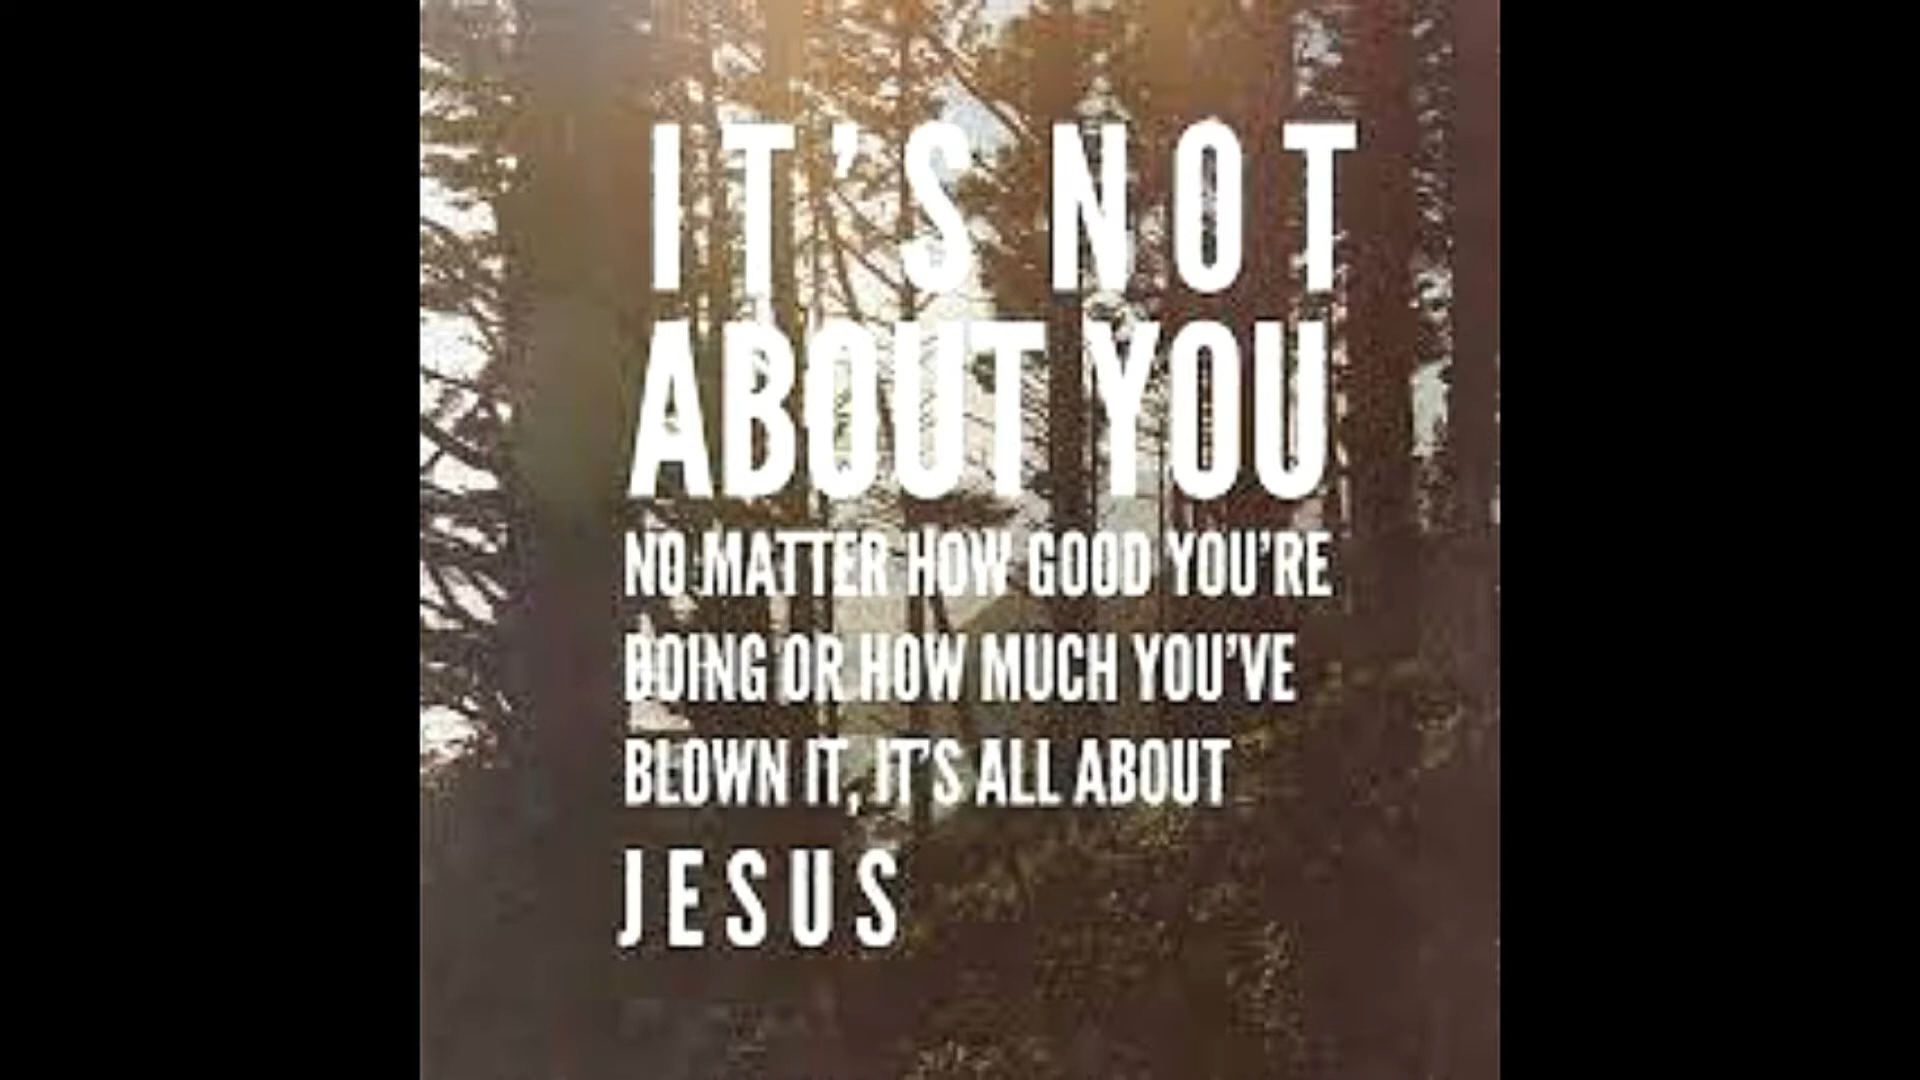 IT'S NOT
ABOUT YOU
NO MATTER HOW GOOD YOU'RE
DOING OR HOW MUCH YOU'VE
BLOWN IT, IT'S ALL ABOUT
JESUS